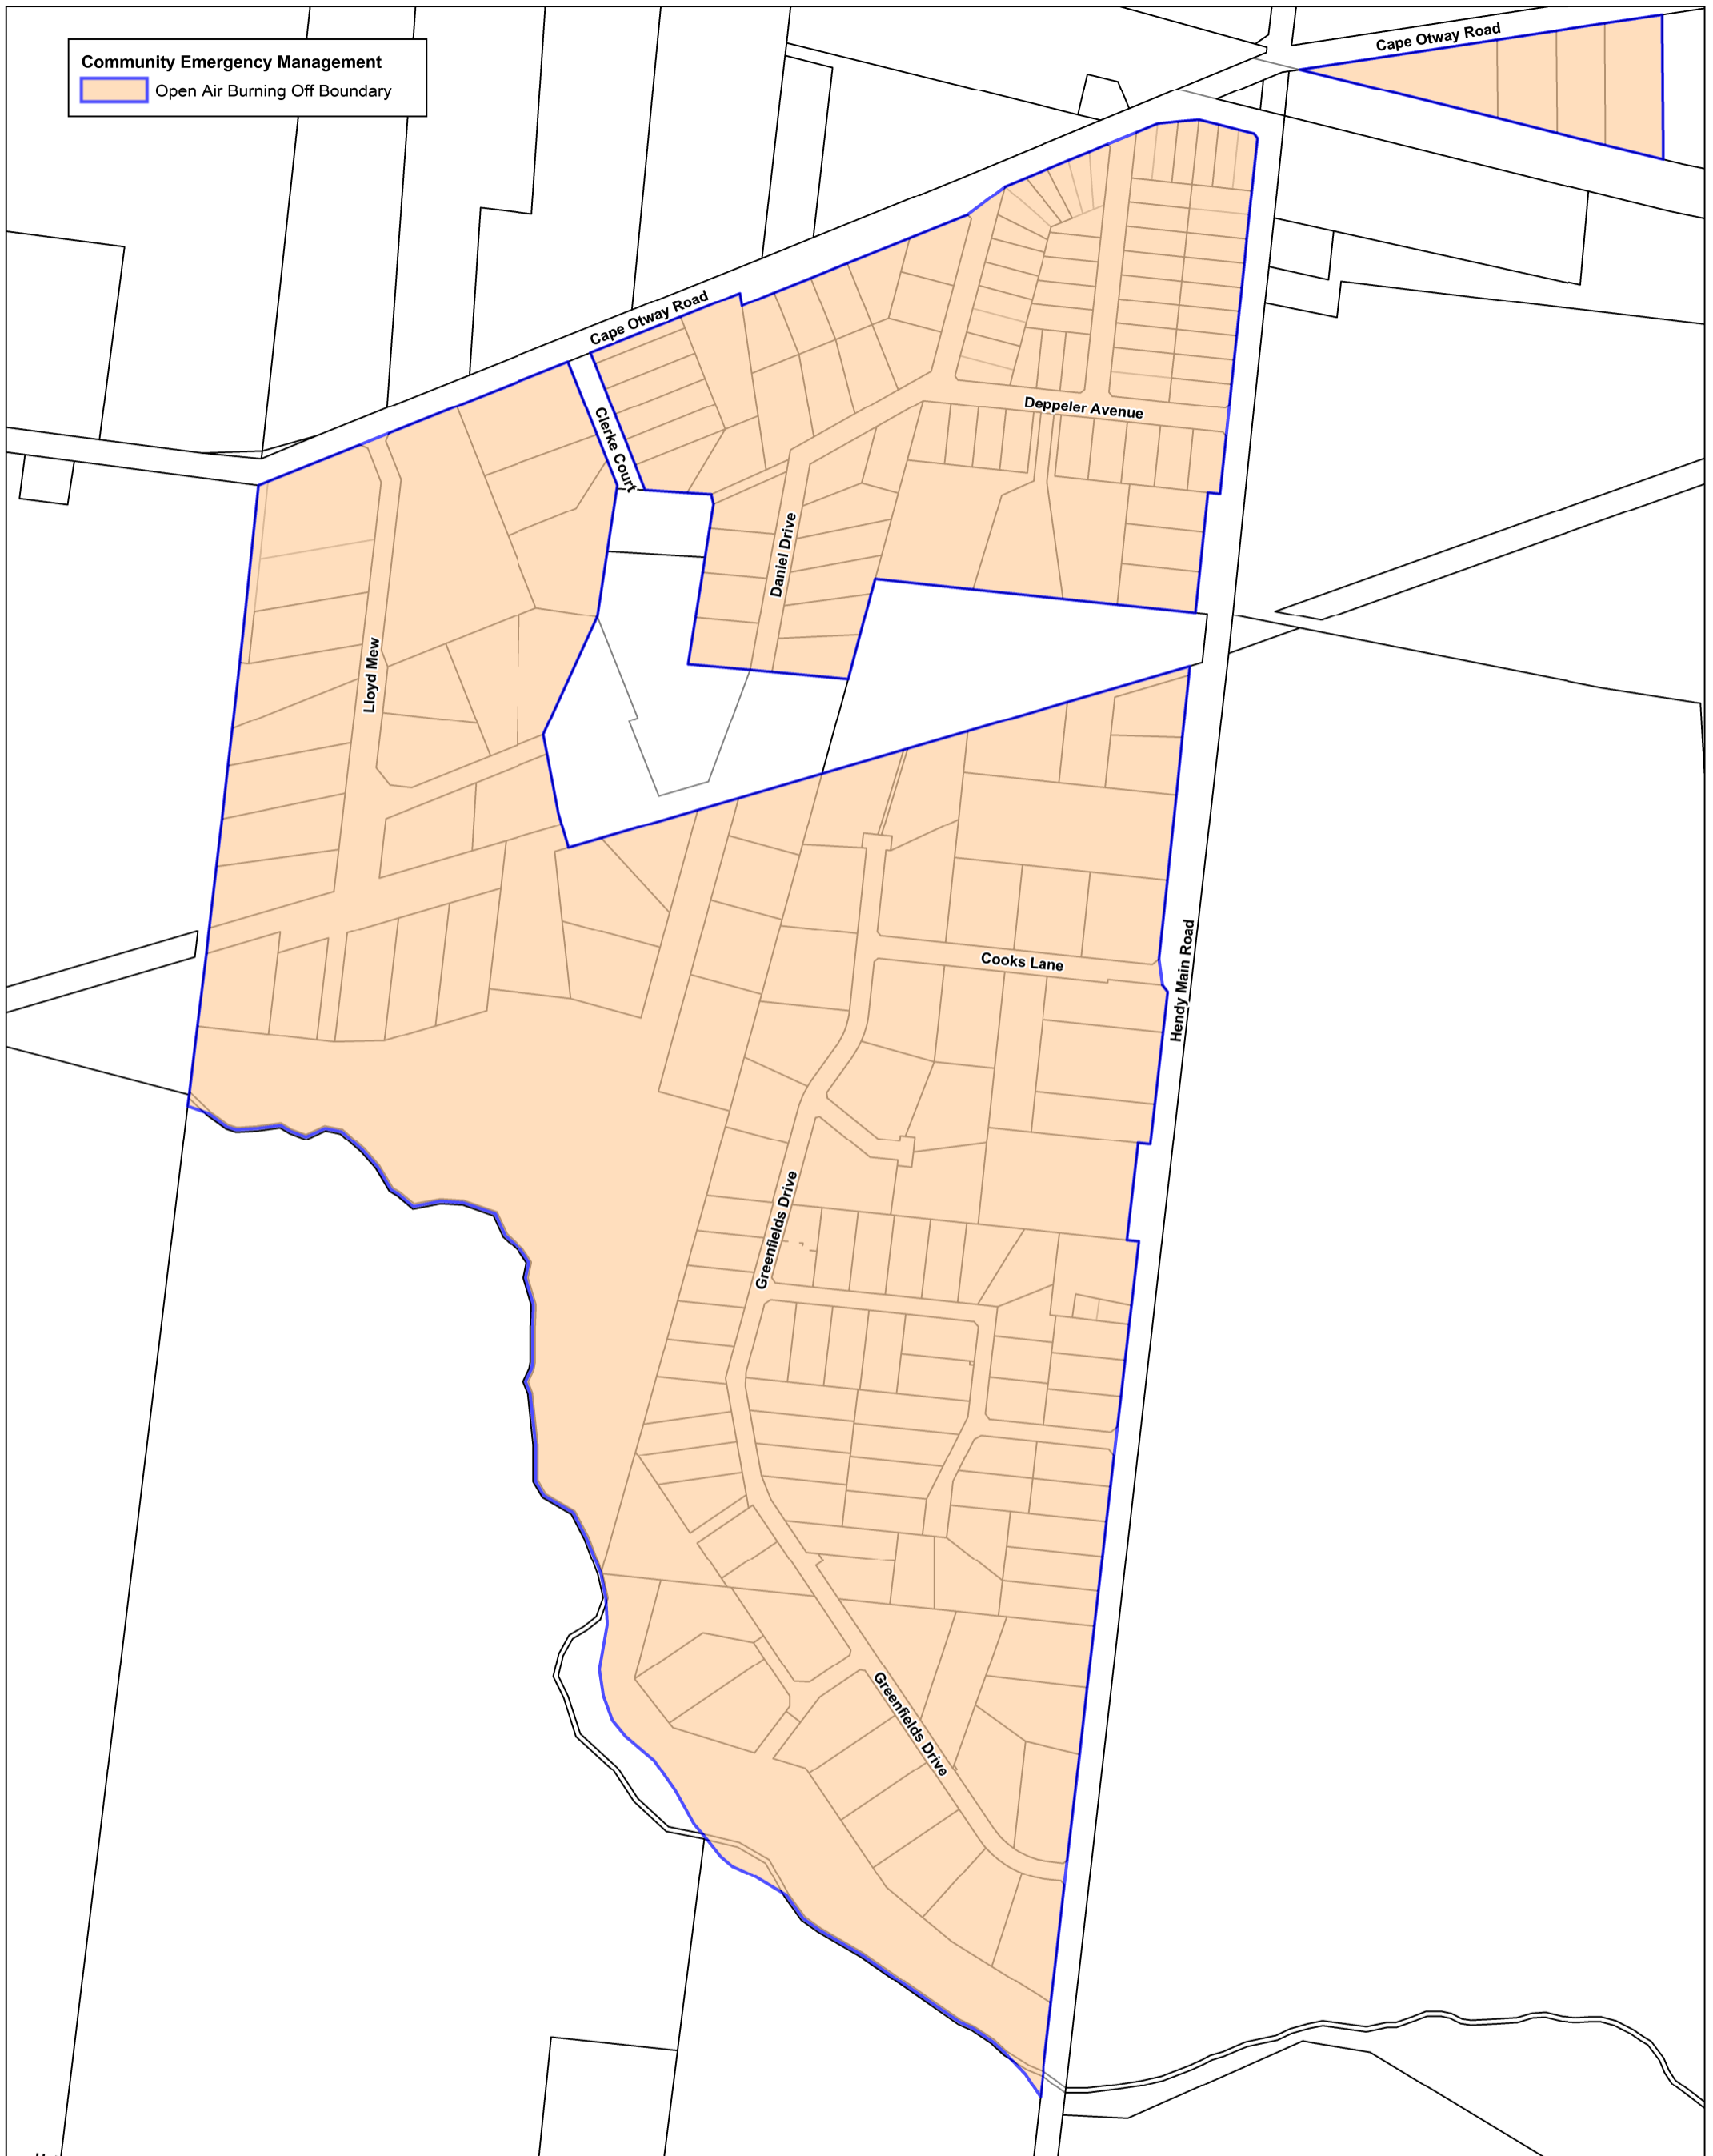 Cape Otway Road
Community Emergency Management
Open Air Burning Off Boundary
Cape Otway Road
Deppeler Avenue
Clerke Court
Daniel Drive
Lloyd Mew
Cooks Lane
Hendy Main Road
Greenfields Drive
Greenfields Drive